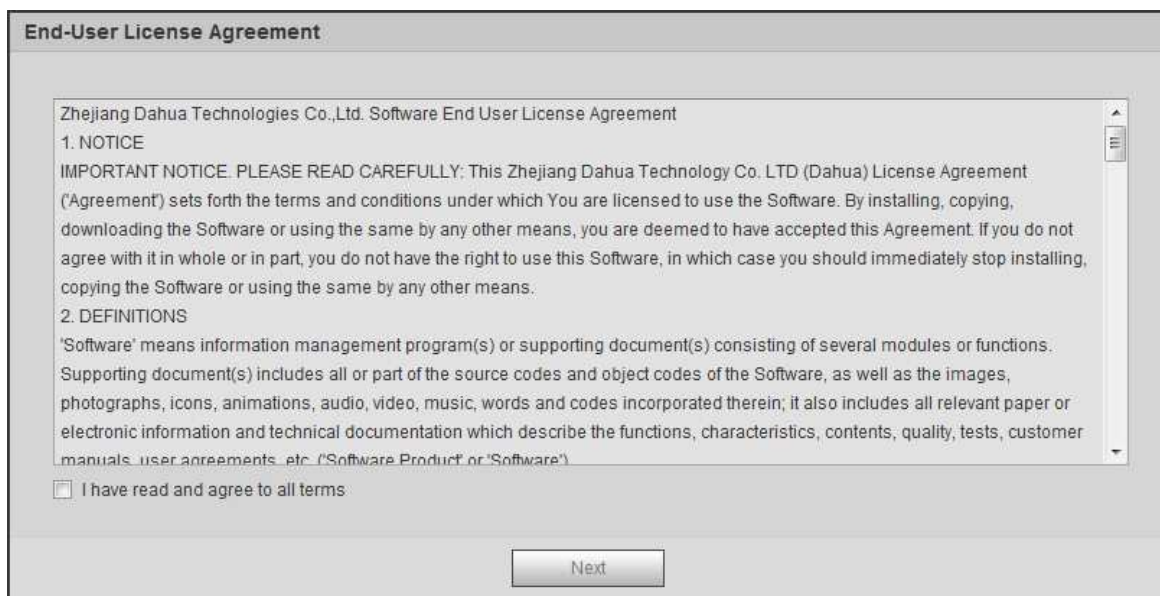 End-User License Agreement
Zhejiang Dahua Technologies Co.,Ltd. Software End User License Agreement
1. NOTICE
IMPORTANT NOTICE. PLEASE READ CAREFULLY: This Zhejiang Dahua Technology Co. LTD (Dahua) License Agreement
('Agreement') sets forth the terms and conditions under which You are licensed to use the Software. By installing, copying,
downloading the Software or using the same by any other means, you are deemed to have accepted this Agreement. If you do not
agree with it in whole or in part, you do not have the right to use this Software, in which case you should immediately stop installing,
copying the Software or using the same by any other means.
2. DEFINITIONS
'Software' means information management program(s) or supporting document(s) consisting of several modules or functions.
Supporting document(s) includes all or part of the source codes and object codes of the Software, as well as the images,
photographs, icons, animations, audio, video, music, words and codes incorporated therein; it also includes all relevant paper or
electronic information and technical documentation which describe the functions, characteristics, contents, quality, tests, customer
manuals, user agreements, etc. ('Software Product' or 'Software')
I have read and agree to all terms
Next